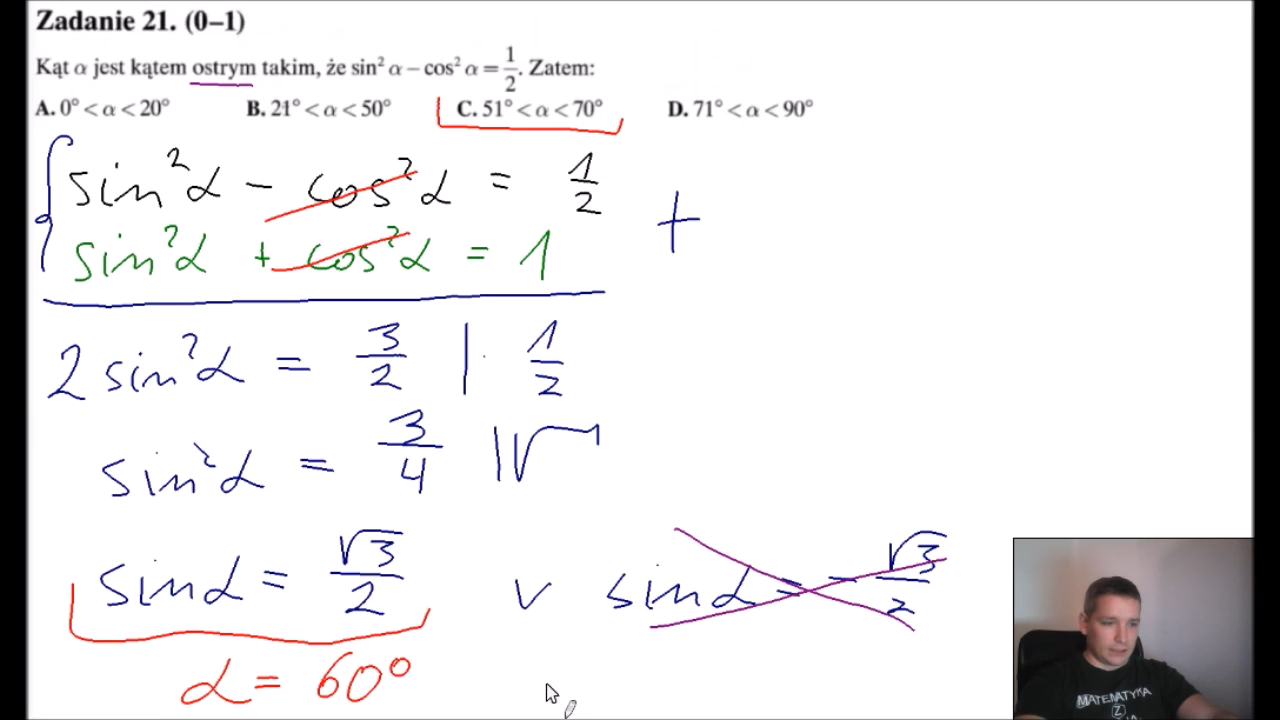 Zadanie 21. (0–1)
Kąt α jest kątem ostrym takim, że sin² α − cos² α = 1/2. Zatem:
A. 0° < α < 20° B. 21° < α < 50° C. 51° < α < 70° D. 71° < α < 90°
sin²α − cos²α = 1/2
+
sin²α + cos²α = 1
2 sin²α = 3/2 | · 1/2
sin²α = 3/4 | √
sinα = √3/2 v sinα = − √3/2
α = 60°
MATEMATYKA
Z